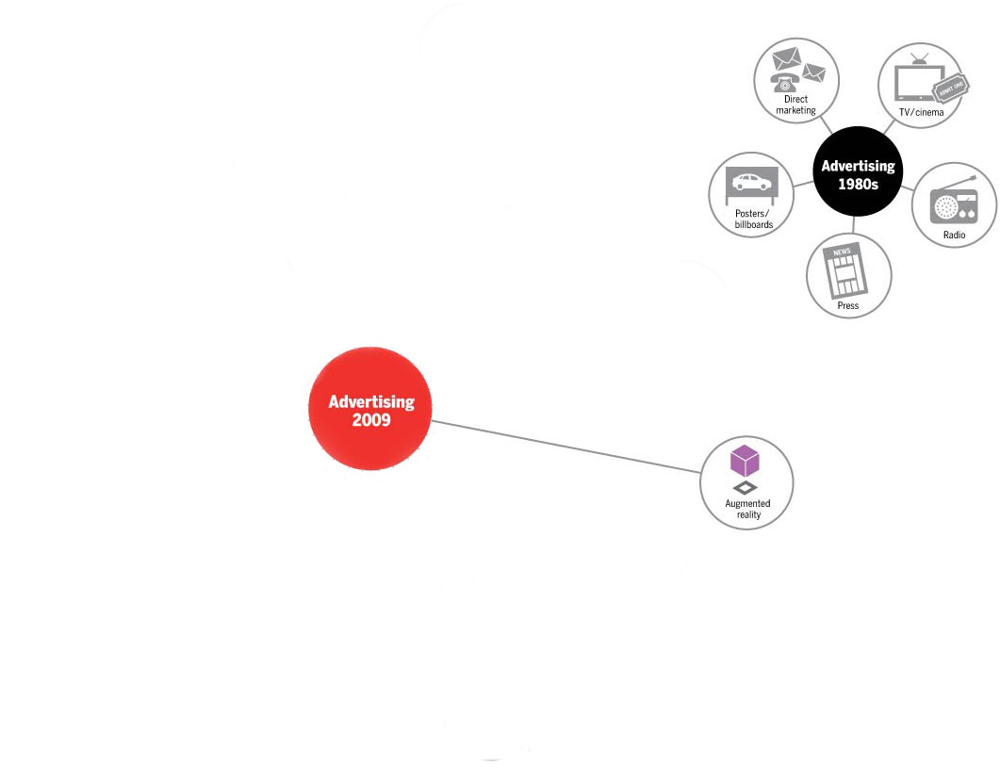 Direct
marketing
ADMIT ONE
TV/cinema
Advertising
1980s
Posters/
billboards
Radio
NEWS
Press
Advertising
2009
Augmented
reality